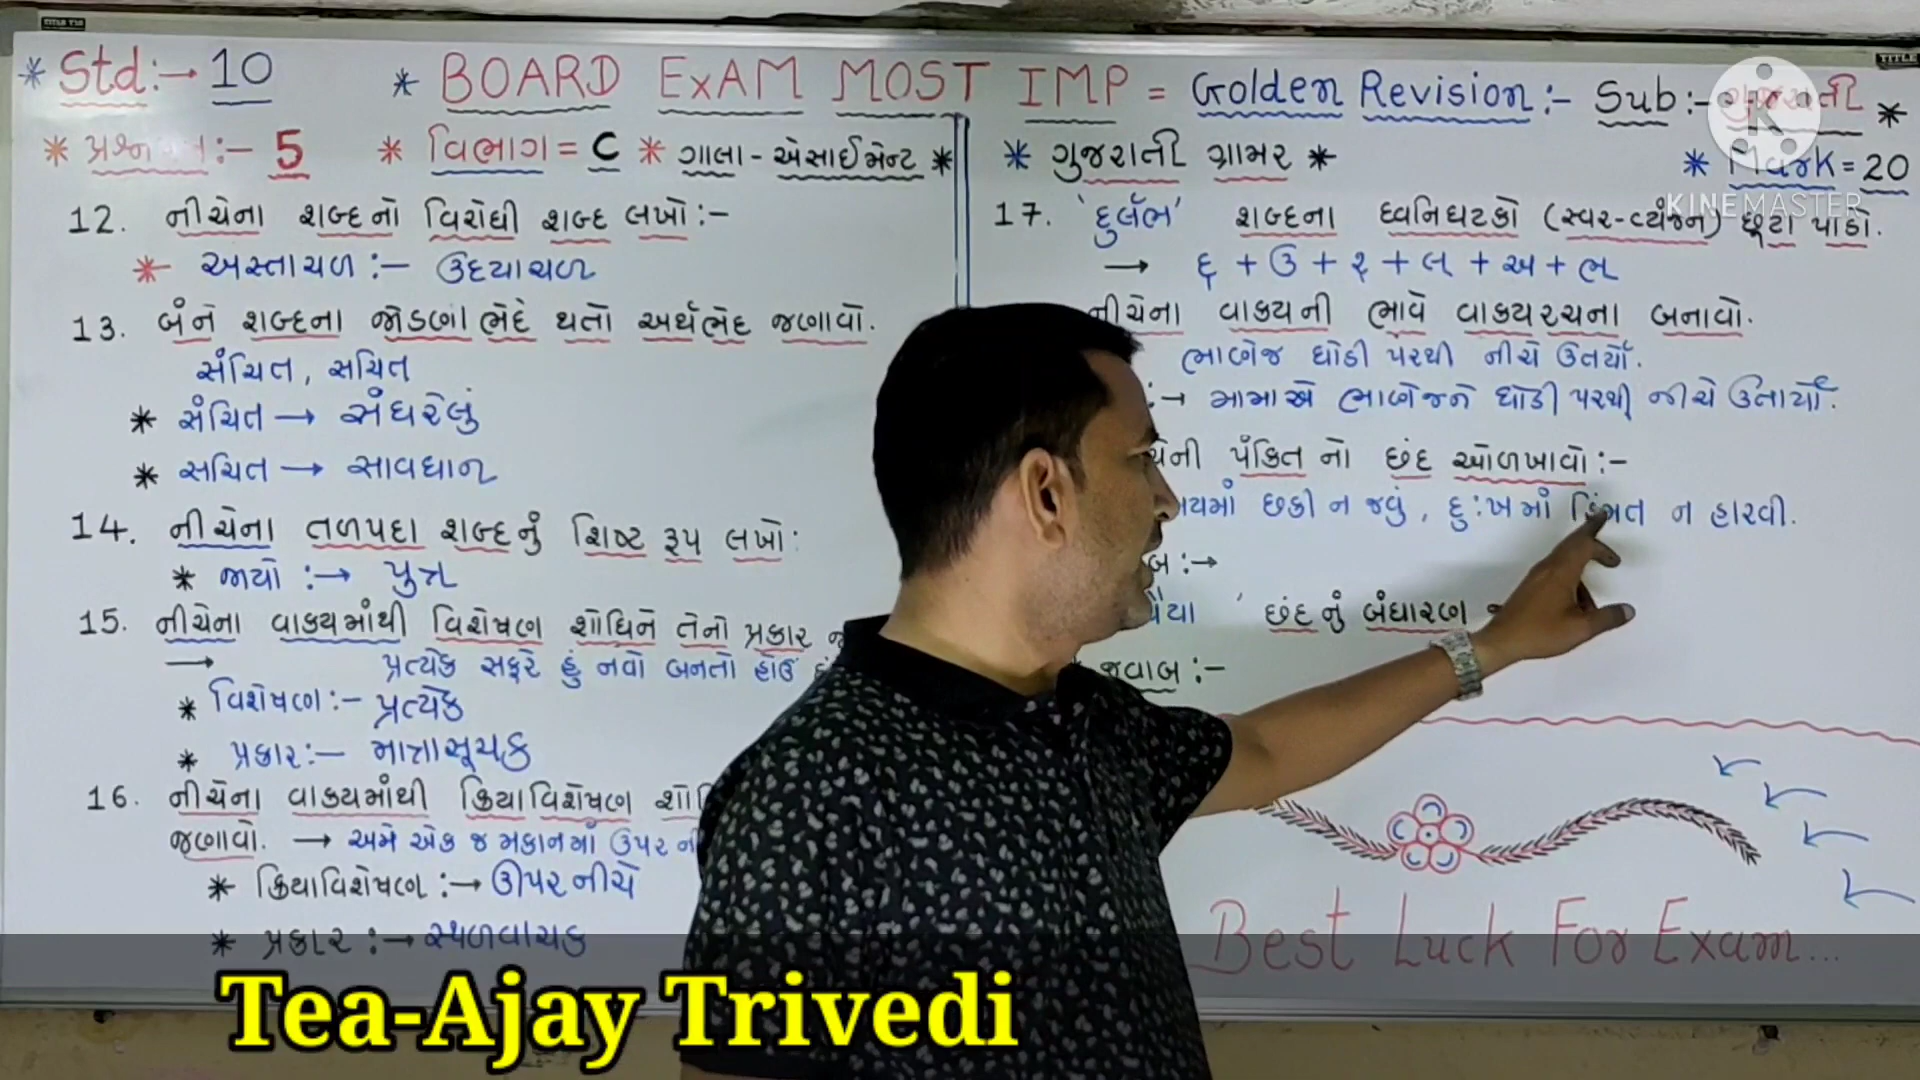 * Std:→ 10 * BOARD ExAM MOST IMP = Golden Revision:- Sub:- ગુજરાતી *
* :- 5 * વિભાગ = C * ગાલા - એસાઈમેન્ટ *
12. નીચેના શબ્દનો વિરોધી શબ્દ લખો:-
* અસ્તાચળ :- ઉદયાચળ
13. બંને શબ્દના જોડણી ભેદે થતો અર્થભેદ જણાવો.
સંચિત, સચિત
* સંચિત → સંઘરેલું
* સચિત → સાવધાન
14. નીચેના તળપદા શબ્દનું શિષ્ટ રૂપ લખો:
* જાયો :→ પુત્ર
15. નીચેના વાક્યમાંથી વિશેષણ શોધીને તેનો પ્રકાર
→ પ્રત્યેક સફરે હું નવો બનતો હોઉં
* વિશેષણ:- પ્રત્યેક
* પ્રકાર:- માત્રાસૂચક
16. નીચેના વાક્યમાંથી ક્રિયાવિશેષણ
જણાવો. → અમે એક જ મકાનમાં ઉપર
* ક્રિયાવિશેષણ :→ ઊપર નીચે
* પ્રકાર :→ સ્થળવાચક
* ગુજરાતી ગ્રામર * * Mark = 20
17. 'દુર્લભ' શબ્દના ધ્વનિઘટકો (સ્વર-વ્યંજન) છૂટા પાડો.
→ દ્ + ઉ + ર્ + લ્ + અ + ભ
નીચેના વાક્યની ભાવે વાક્યરચના બનાવો.
ભાણેજ ઘોડી પરથી નીચે ઉતર્યો.
:→ મામાએ ભાણેજને ઘોડી પરથી નીચે ઉતાર્યો.
પંક્તિ નો છંદ ઓળખાવો:-
છકી ન જવું, દુ:ખમાં હિંમત ન હારવી.
:→
છંદનું બંધારણ
જવાબ :-
Best Luck For Exam...
Tea-Ajay Trivedi
KINEMASTER